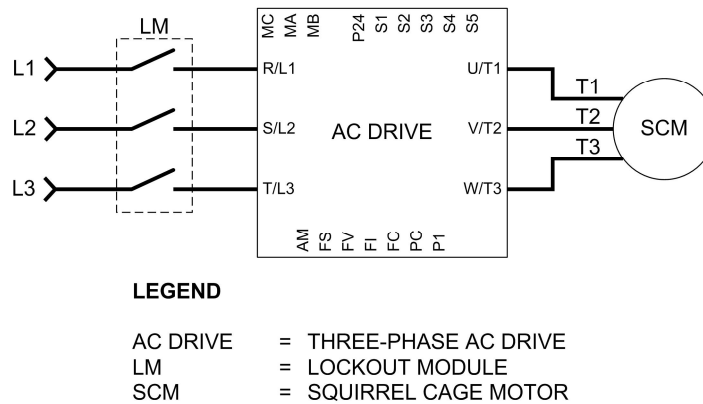 MC MA MB P24 S1 S2 S3 S4 S5
LM
L1 R/L1 U/T1 T1
L2 S/L2 AC DRIVE V/T2 T2 SCM
L3 T/L3 W/T3 T3
AM FS FV FI FC PC P1
LEGEND
AC DRIVE = THREE-PHASE AC DRIVE
LM = LOCKOUT MODULE
SCM = SQUIRREL CAGE MOTOR